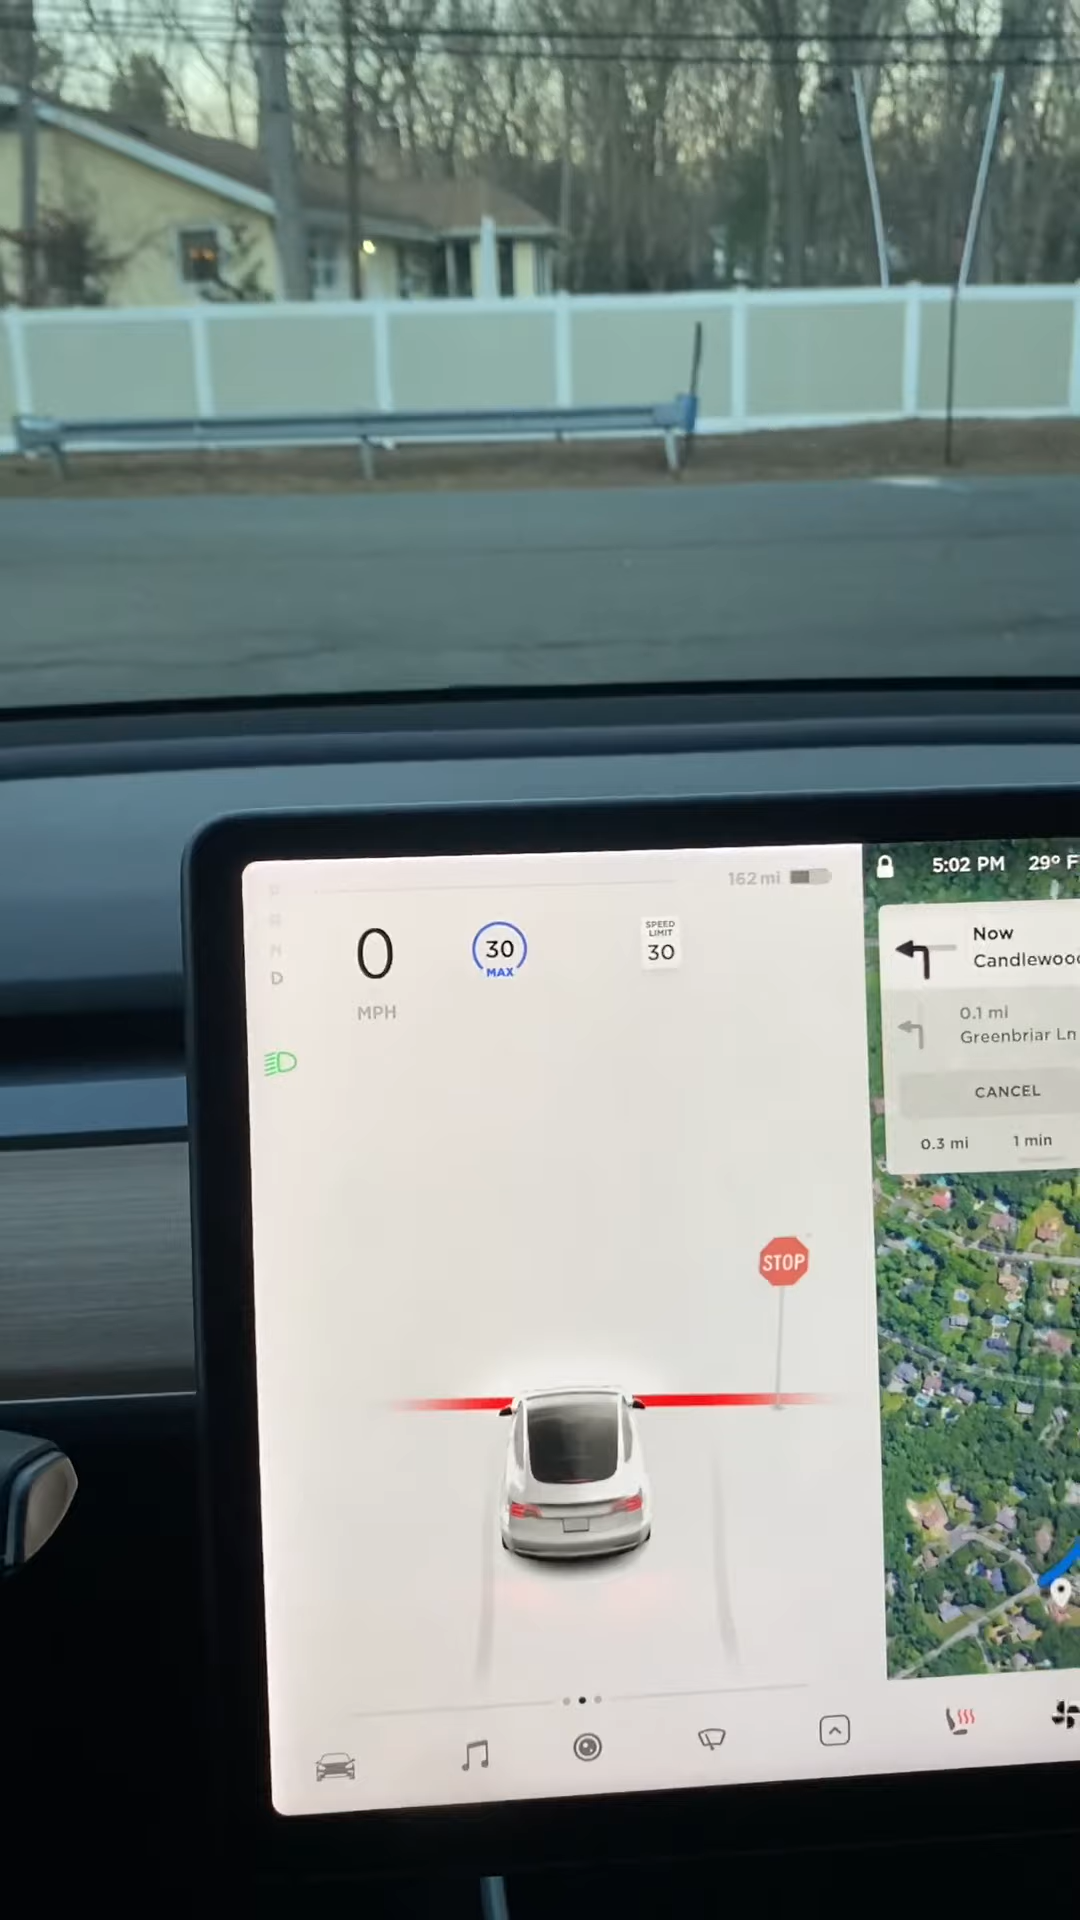 162 mi
5:02 PM 29° F
N
D
0
MPH
30
MAX
SPEED
LIMIT
30
Now
0.1 mi
Greenbriar Ln
CANCEL
0.3 mi 1 min
STOP